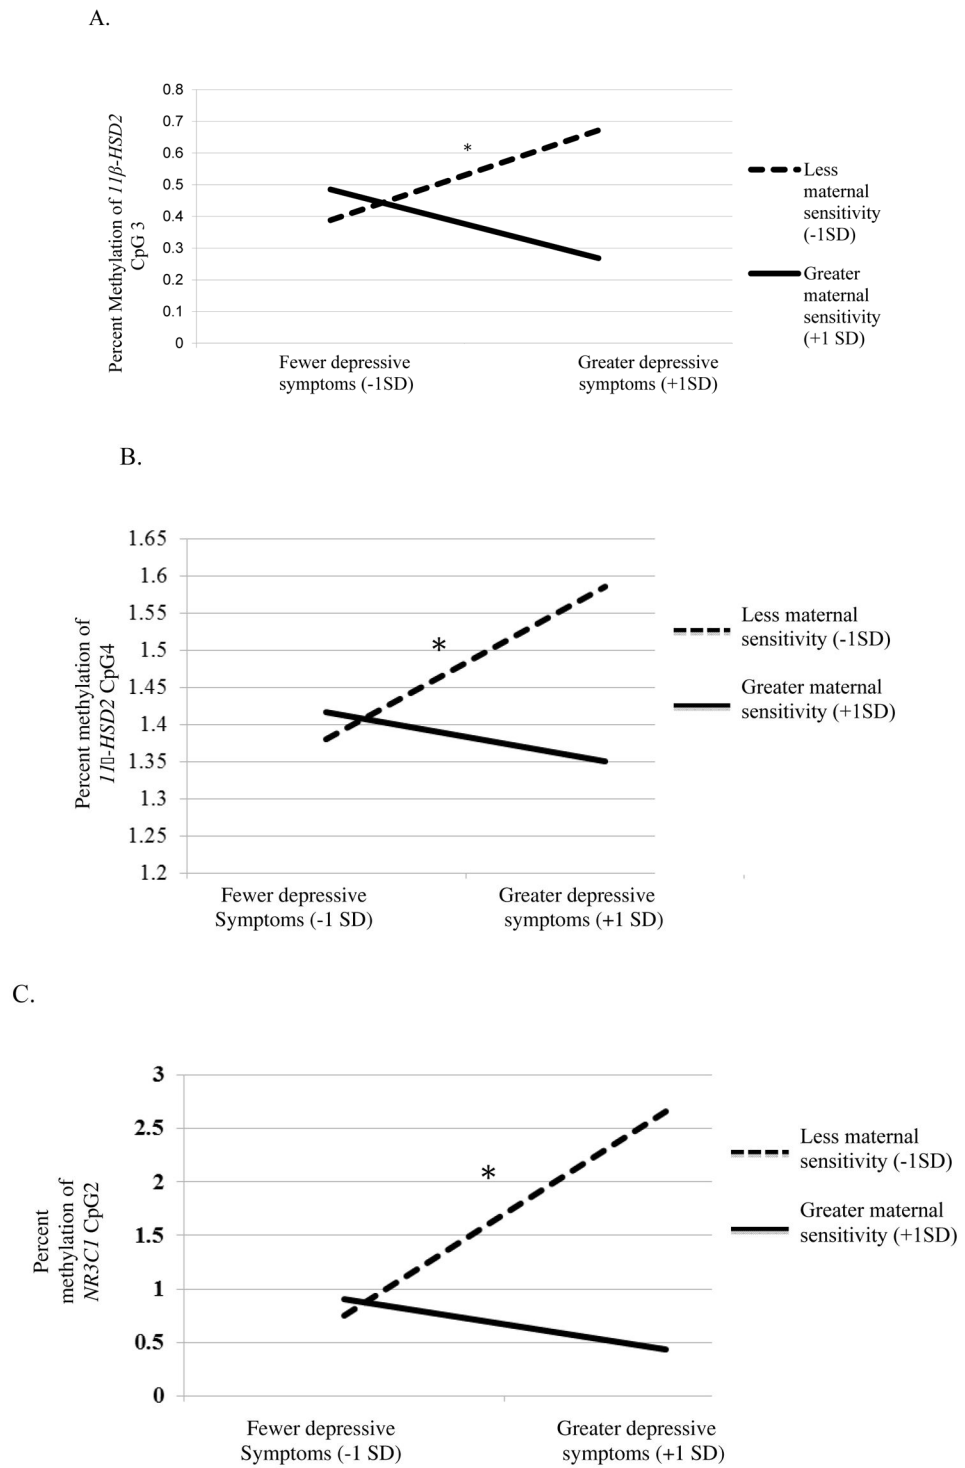 A.
0.8
0.7
0.6
0.5
0.4
0.3
0.2
0.1
0
Percent Methylation of 11β-HSD2
CpG 3
*
Fewer depressive
symptoms (-1SD)
Greater depressive
symptoms (+1SD)
Less
maternal
sensitivity
(-1SD)
Greater
maternal
sensitivity
(+1 SD)
B.
1.65
1.6
1.55
1.5
1.45
1.4
1.35
1.3
1.25
1.2
Percent methylation of
11▯-HSD2 CpG4
*
Fewer depressive
Symptoms (-1 SD)
Greater depressive
symptoms (+1 SD)
Less maternal
sensitivity (-1SD)
Greater maternal
sensitivity (+1SD)
C.
3
2.5
2
1.5
1
0.5
0
Percent
methylation of
NR3C1 CpG2
*
Fewer depressive
Symptoms (-1 SD)
Greater depressive
symptoms (+1 SD)
Less maternal
sensitivity (-1SD)
Greater maternal
sensitivity (+1SD)